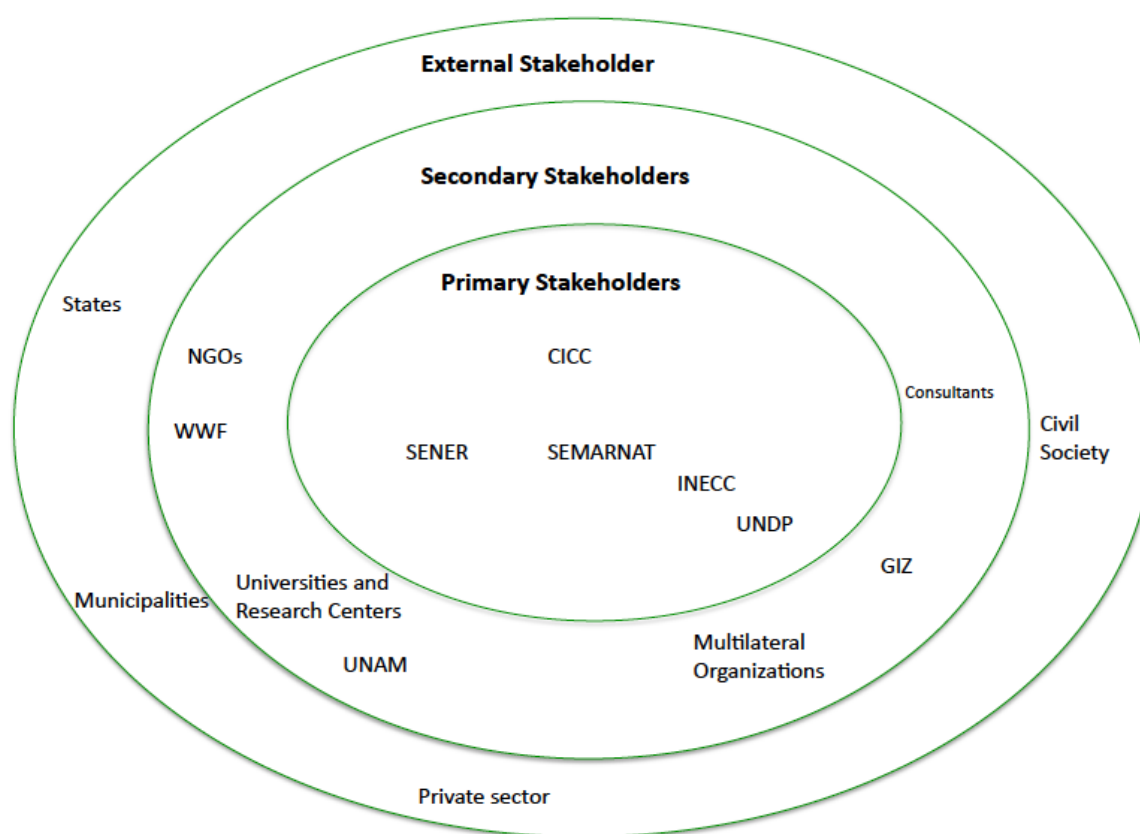 External Stakeholder
Secondary Stakeholders
Primary Stakeholders
States
NGOs
CICC
Consultants
WWF
Civil
Society
SENER
SEMARNAT
INECC
UNDP
GIZ
Universities and
Research Centers
Municipalities
Multilateral
Organizations
UNAM
Private sector